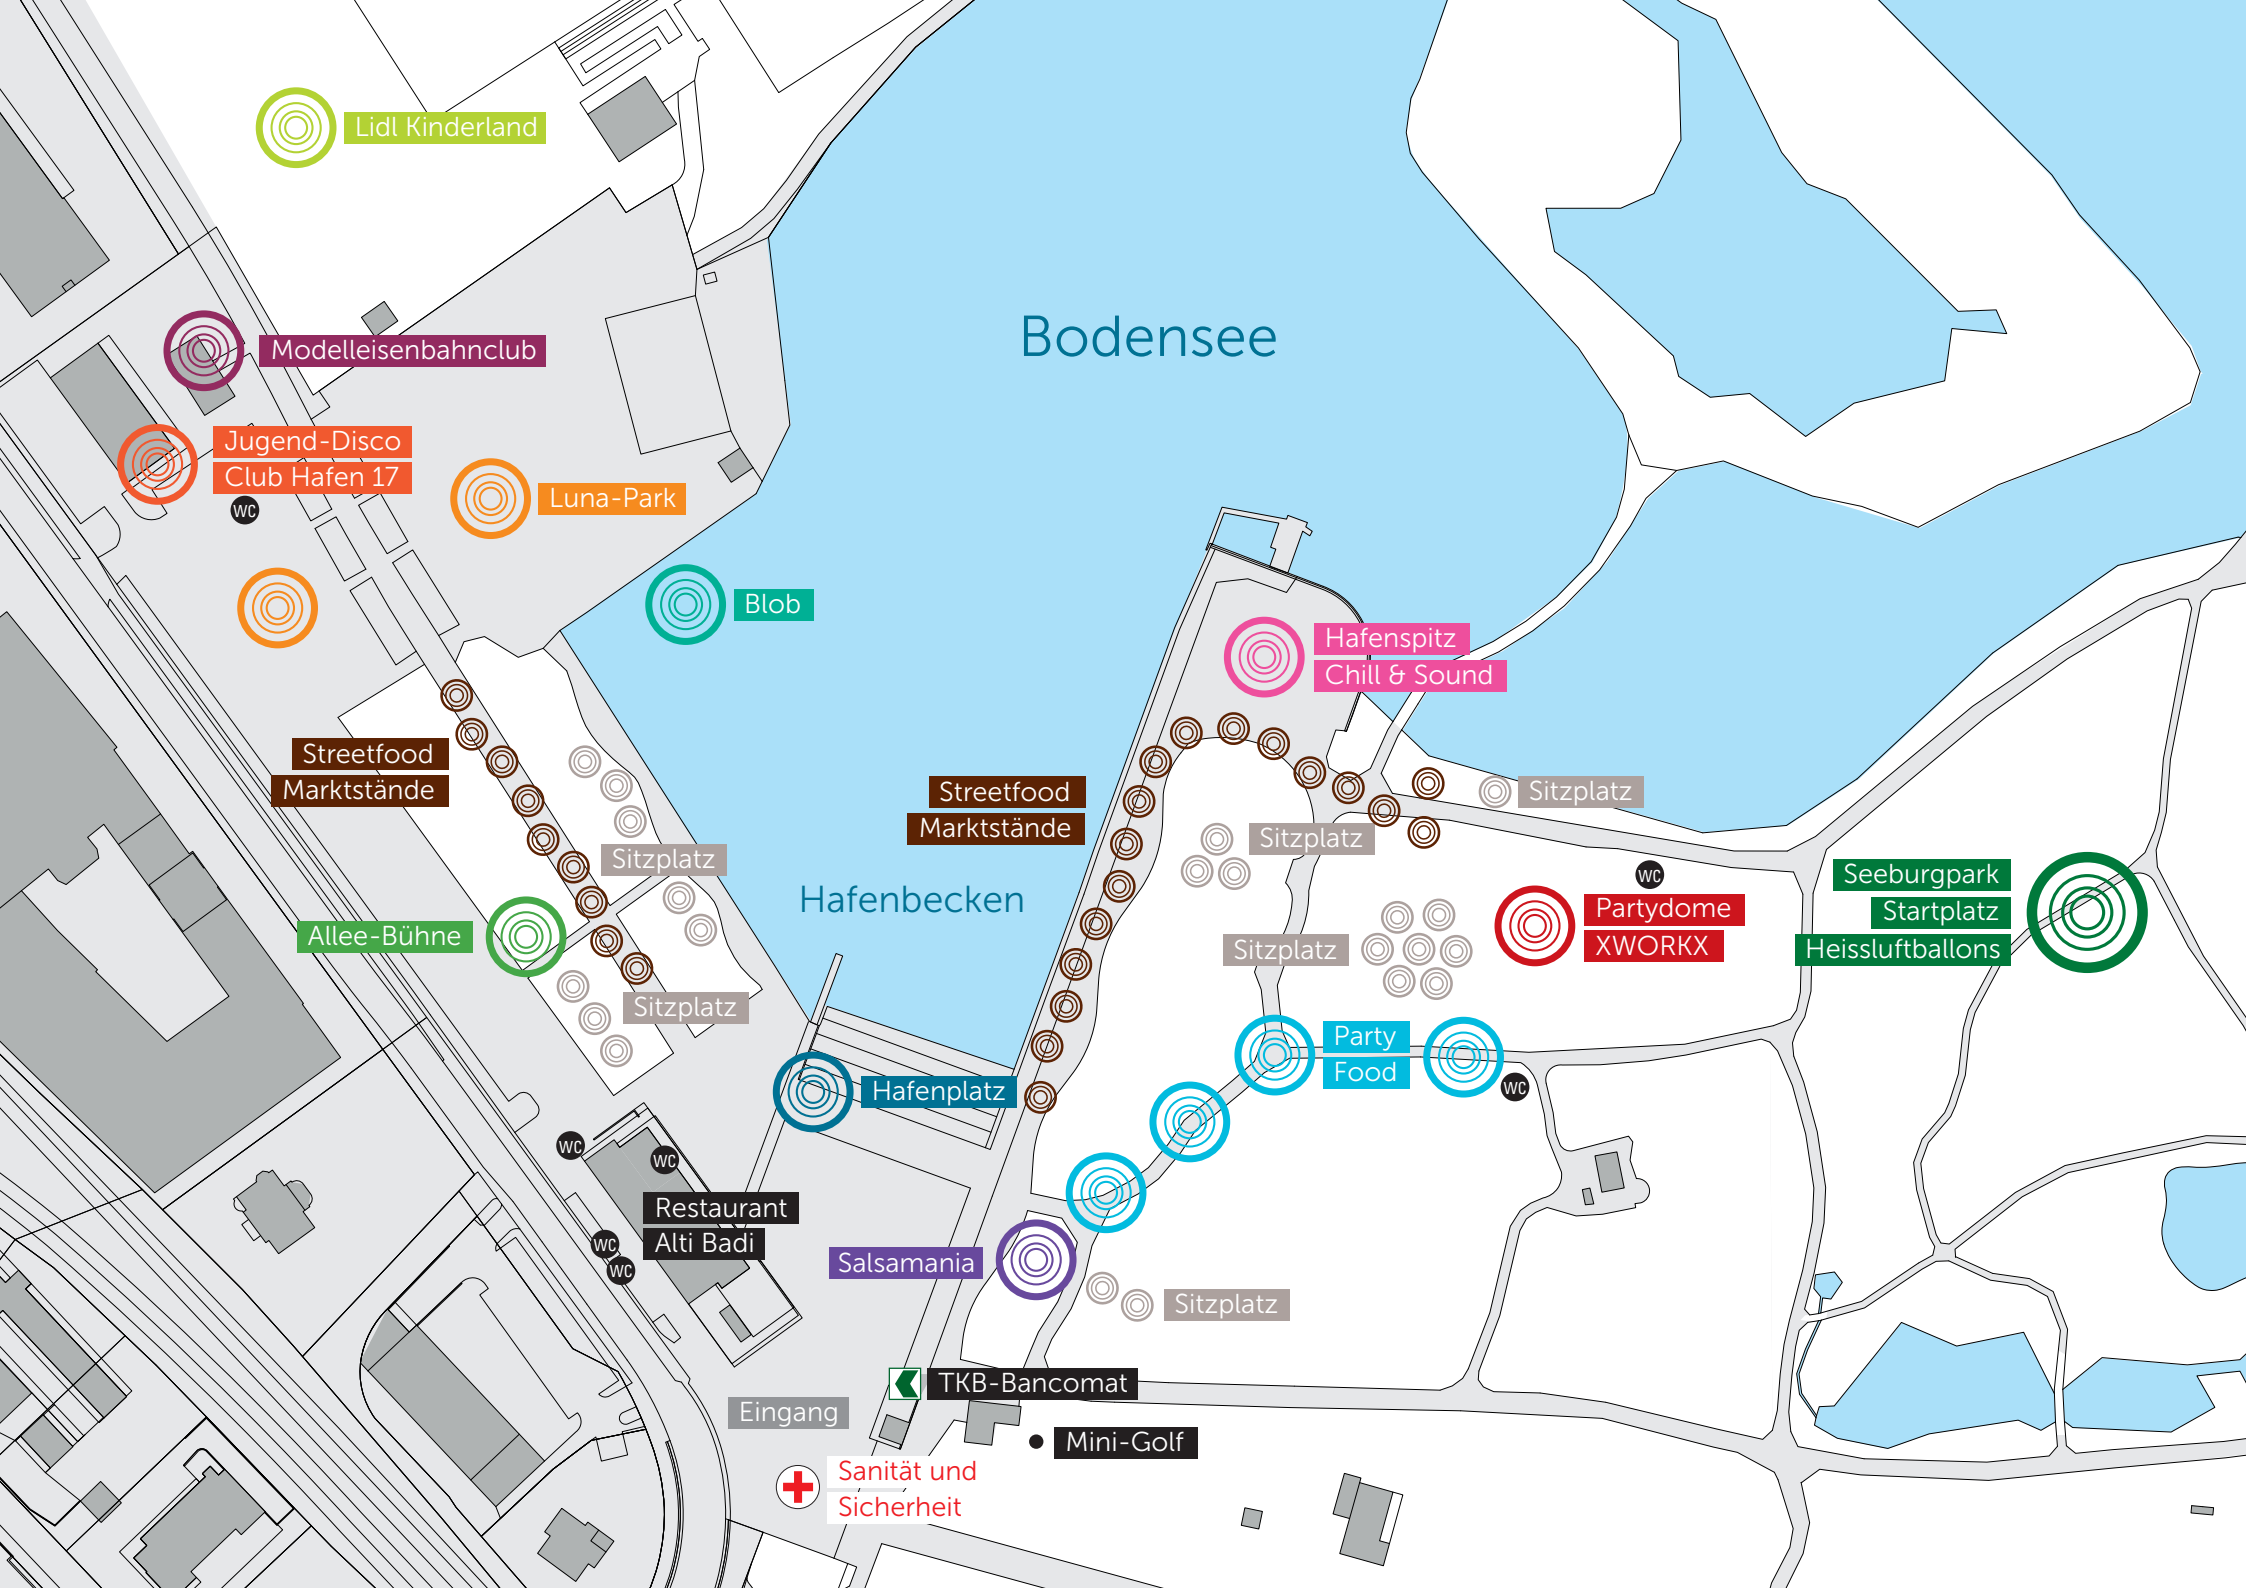 Lidl Kinderland
Bodensee
Modelleisenbahnclub
Jugend-Disco
Club Hafen 17
WC
Luna-Park
Blob
Hafenspitz
Chill & Sound
Streetfood
Marktstände
Streetfood
Marktstände
Sitzplatz
Sitzplatz
Sitzplatz
Hafenbecken
WC
Seeburgpark
Startplatz
Heissluftballons
Partydome
XWORKX
Allee-Bühne
Sitzplatz
Sitzplatz
Party
Food
WC
Hafenplatz
WC
WC
Restaurant
Alti Badi
WC
WC
Salsamania
Sitzplatz
TKB-Bancomat
Eingang
Mini-Golf
Sanität und
Sicherheit